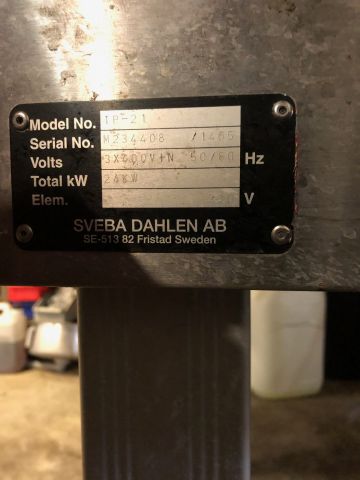 Model No. TP-21
Serial No. M234408 /1465
Volts 3X400V+N 50/60 Hz
Total kW
Elem. V
SVEBA DAHLEN AB
SE-513 82 Fristad Sweden